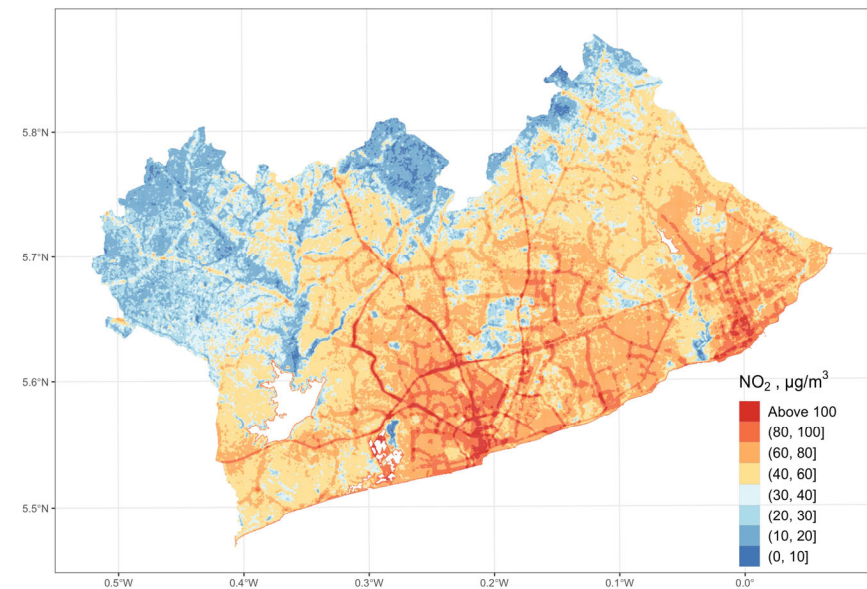 5.8°N
5.7°N
5.6°N
5.5°N
0.5°W
0.4°W
0.3°W
0.2°W
0.1°W
0.0°
NO₂ , µg/m³
Above 100
(80, 100]
(60, 80]
(40, 60]
(30, 40]
(20, 30]
(10, 20]
(0, 10]